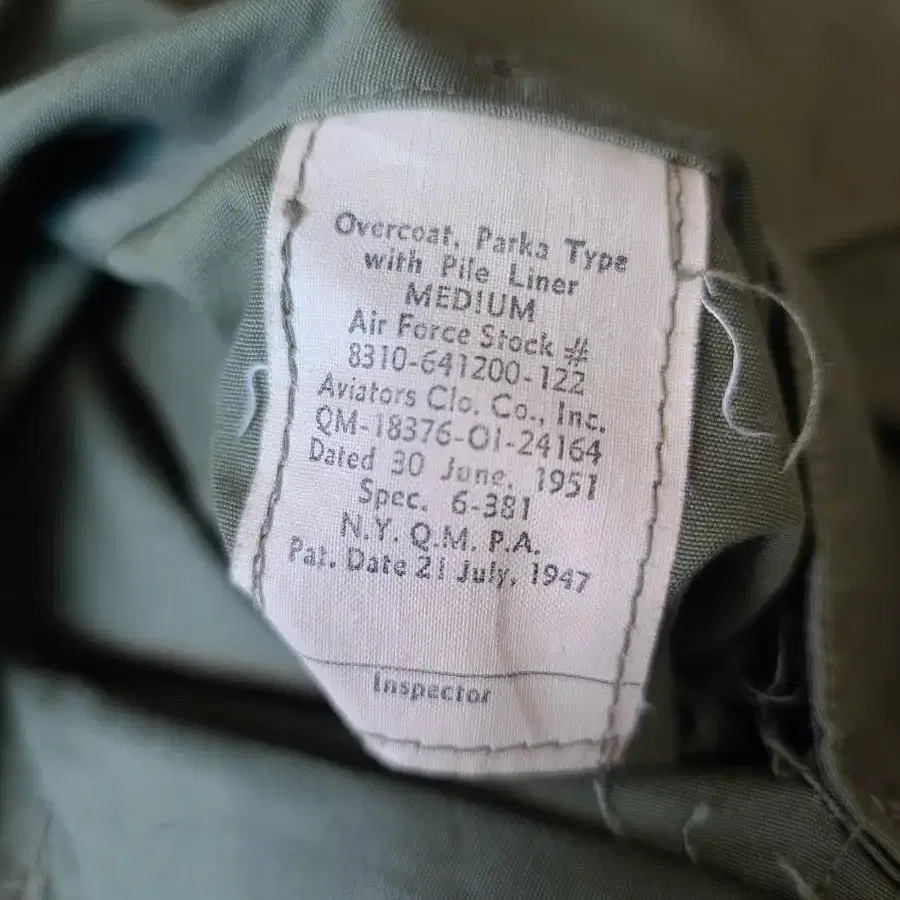 Overcoat, Parka Type
with Pile Liner
MEDIUM
Air Force Stock #
8310-641200-122
Aviators Clo. Co., Inc.
QM-18376-OI-24164
Dated 30 June, 1951
Spec. 6-381
N.Y. Q.M. P.A.
Pat. Date 21 July, 1947
Inspector